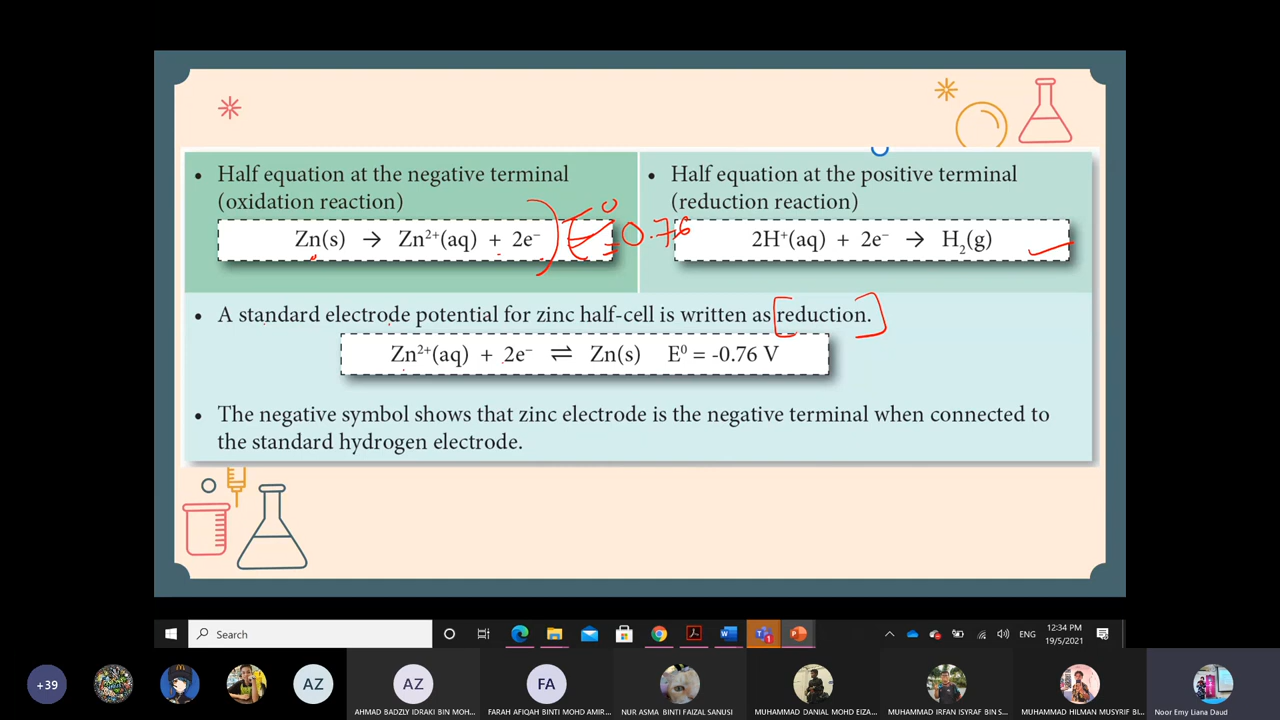 • Half equation at the negative terminal
(oxidation reaction)
Zn(s) → Zn²⁺(aq) + 2e⁻
E⁰ = 0.76
• Half equation at the positive terminal
(reduction reaction)
2H⁺(aq) + 2e⁻ → H₂(g)
• A standard electrode potential for zinc half-cell is written as [reduction.]
Zn²⁺(aq) + 2e⁻ ⇌ Zn(s) E⁰ = -0.76 V
• The negative symbol shows that zinc electrode is the negative terminal when connected to
the standard hydrogen electrode.
Search
ENG
12:34 PM
19/5/2021
+39
AZ
AZ
FA
AHMAD BADZLY IDRAKI BIN MOH...
FARAH AFIQAH BINTI MOHD AMIR...
NUR ASMA BINTI FAIZAL SANUSI
MUHAMMAD DANIAL MOHD EIZA...
MUHAMMAD IRFAN ISYRAF BIN S...
MUHAMMAD HILMAN MUSYRIF BI...
Noor Emy Liana Daud